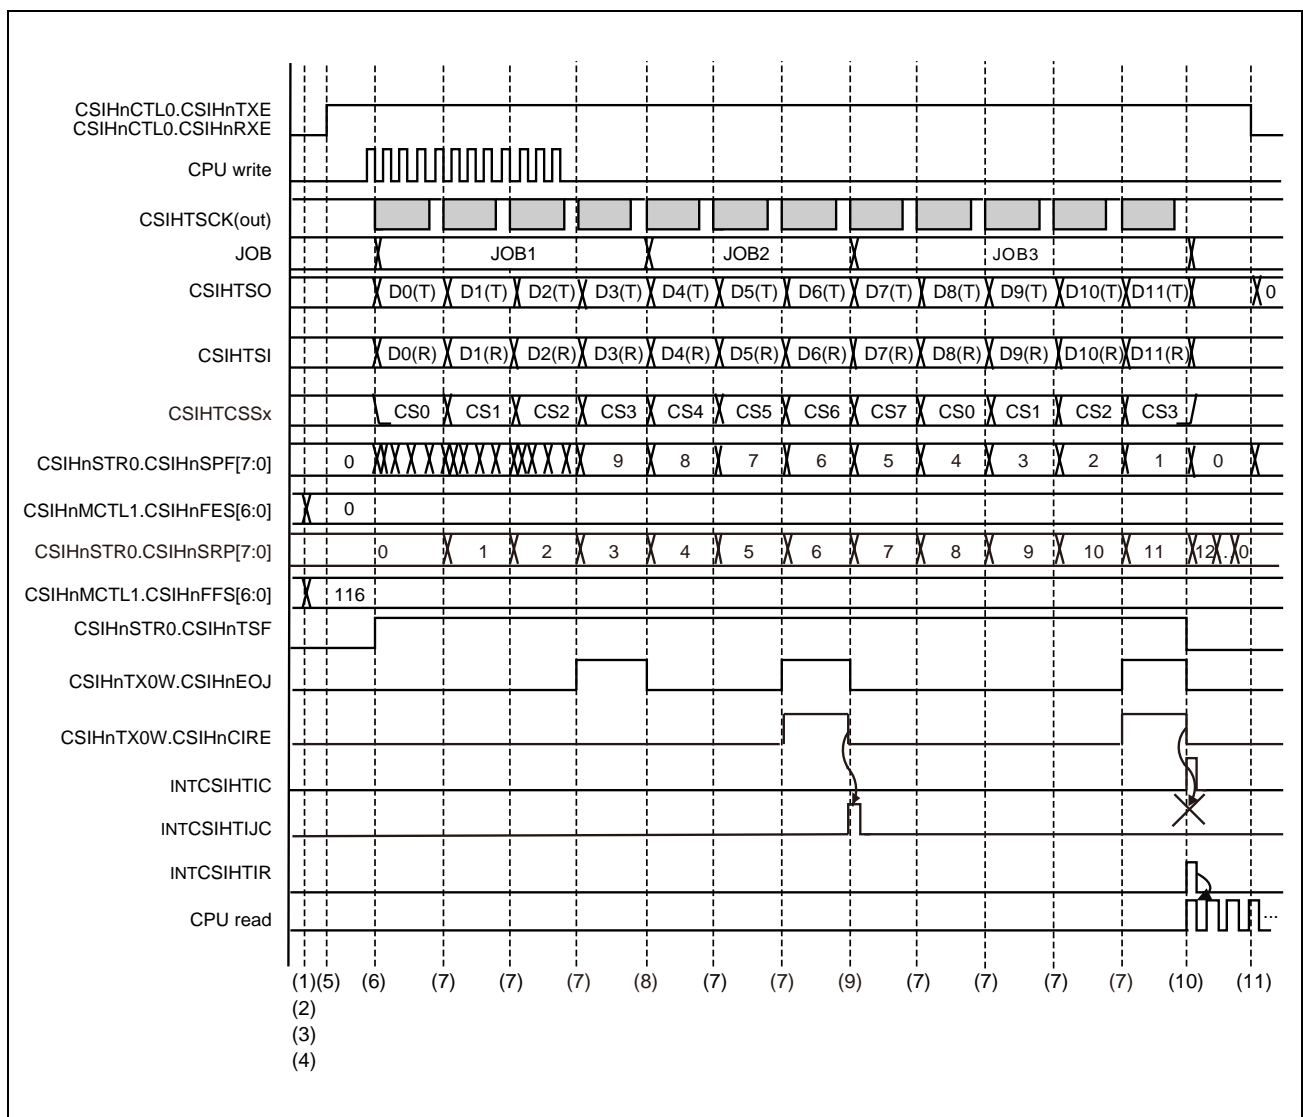 CSIHnCTL0.CSIHnTXE
CSIHnCTL0.CSIHnRXE
CPU write
CSIHTSCK(out)
JOB JOB1 JOB2 JOB3
CSIHTSO D0(T) D1(T) D2(T) D3(T) D4(T) D5(T) D6(T) D7(T) D8(T) D9(T) D10(T) D11(T) 0
CSIHTSI D0(R) D1(R) D2(R) D3(R) D4(R) D5(R) D6(R) D7(R) D8(R) D9(R) D10(R) D11(R)
CSIHTCSSx CS0 CS1 CS2 CS3 CS4 CS5 CS6 CS7 CS0 CS1 CS2 CS3
CSIHnSTR0.CSIHnSPF[7:0] 0 9 8 7 6 5 4 3 2 1 0
CSIHnMCTL1.CSIHnFES[6:0] 0
CSIHnSTR0.CSIHnSRP[7:0] 0 1 2 3 4 5 6 7 8 9 10 11 12 . 0
CSIHnMCTL1.CSIHnFFS[6:0] 116
CSIHnSTR0.CSIHnTSF
CSIHnTX0W.CSIHnEOJ
CSIHnTX0W.CSIHnCIRE
INTCSIHTIC
INTCSIHTIJC
INTCSIHTIR
CPU read ...
(1)(5) (6) (7) (7) (7) (8) (7) (7) (9) (7) (7) (7) (7) (10) (11)
(2)
(3)
(4)